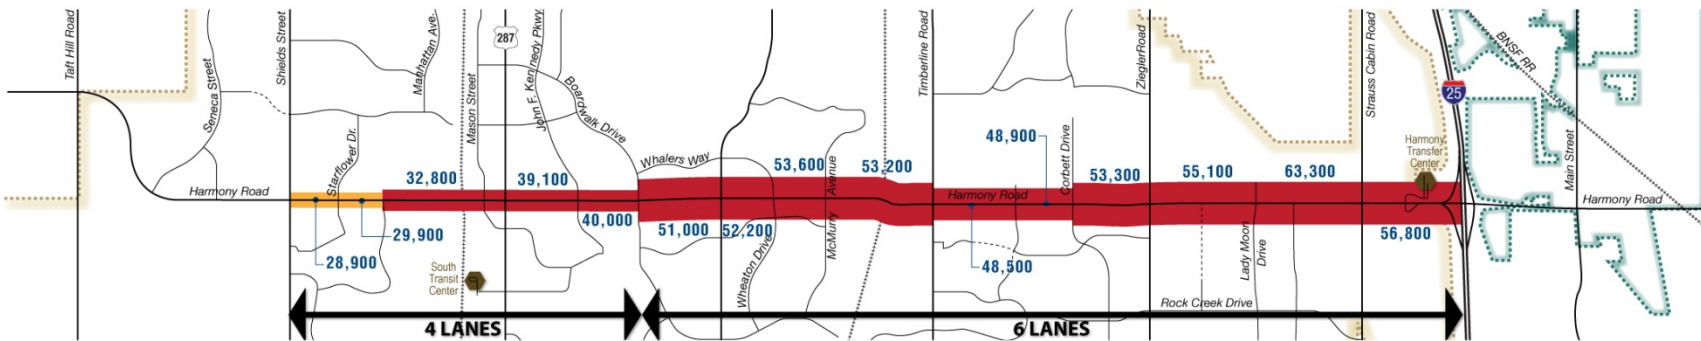 Taft Hill Road
Seneca Street
Shields Street
Starflower Dr.
Manhattan Ave.
Mason Street
287
John F. Kennedy Pkwy.
Boardwalk Drive
Whalers Way
Wheaton Drive
McMurry Avenue
Timberline Road
Corbett Drive
ZieglerRoad
Lady Moon
Drive
Strauss Cabin Road
Harmony
Transfer
Center
25
BNSF RR
Main Street
Harmony Road
Harmony Road
Harmony Road
28,900
29,900
32,800
39,100
40,000
51,000
52,200
53,600
53,200
48,500
48,900
53,300
55,100
63,300
56,800
South
Transit
Center
Rock Creek Drive
4 LANES
6 LANES